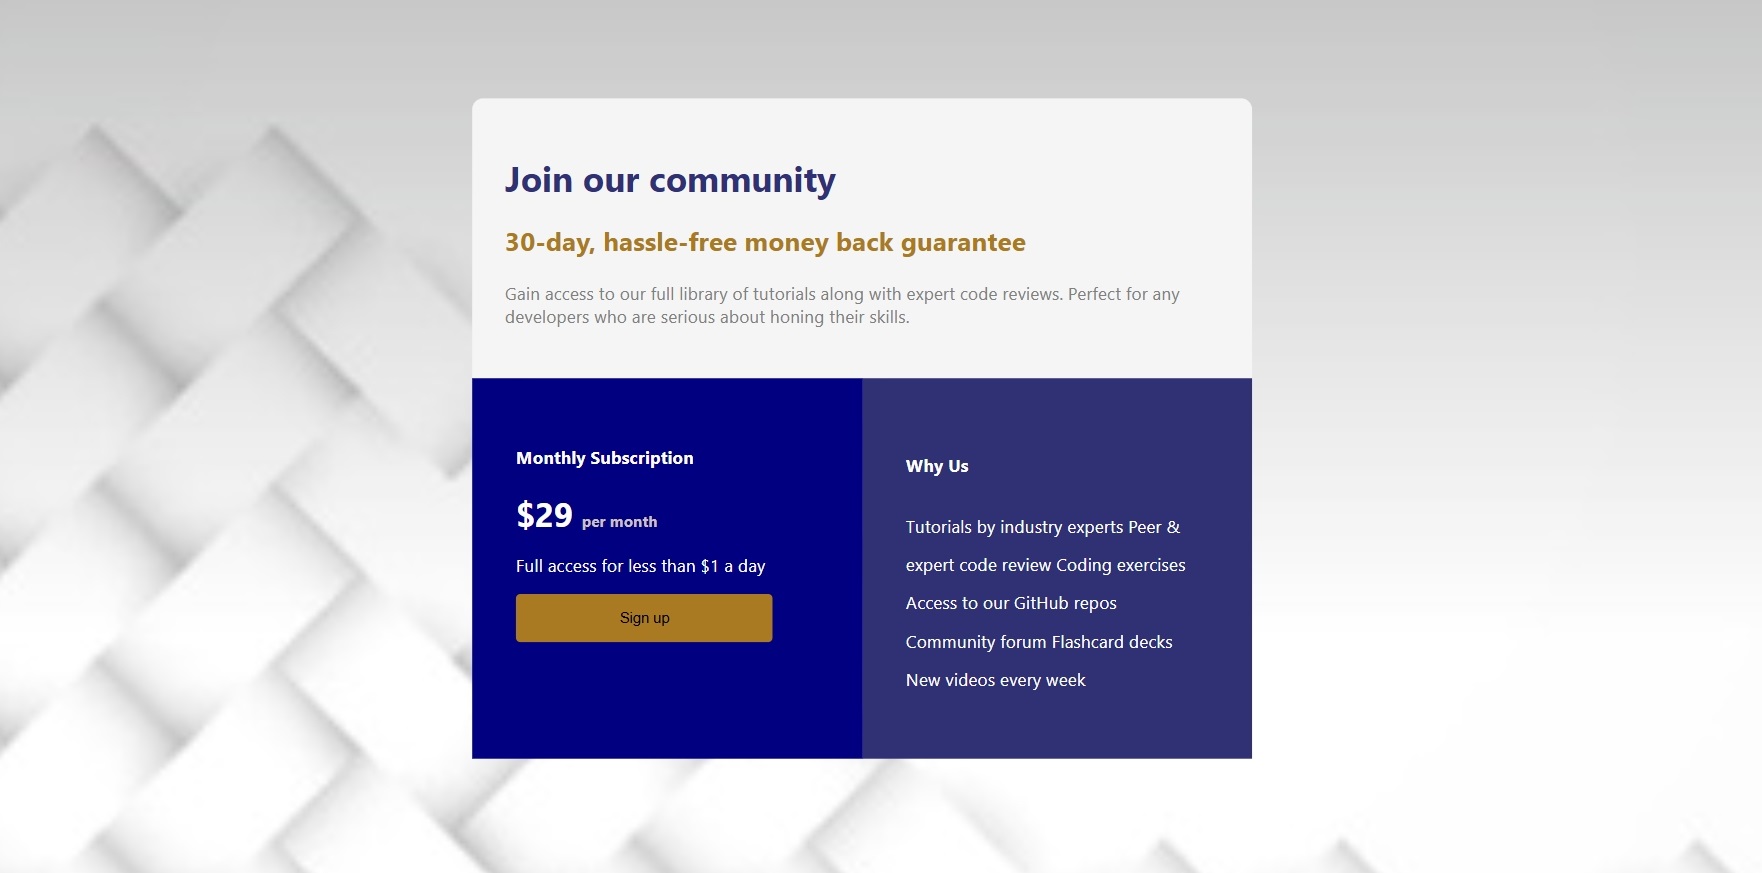 Join our community
30-day, hassle-free money back guarantee
Gain access to our full library of tutorials along with expert code reviews. Perfect for any
developers who are serious about honing their skills.
Monthly Subscription
$29 per month
Full access for less than $1 a day
Sign up
Why Us
Tutorials by industry experts Peer &
expert code review Coding exercises
Access to our GitHub repos
Community forum Flashcard decks
New videos every week